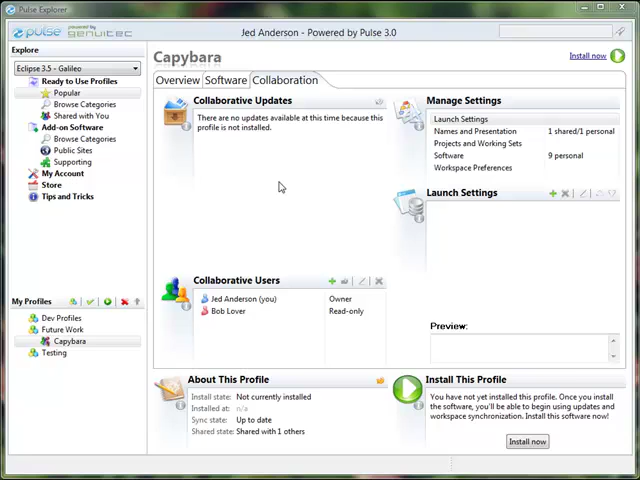 Pulse Explorer
pulse powered by genuitec
Jed Anderson - Powered by Pulse 3.0
Explore
Eclipse 3.5 - Galileo
Ready to Use Profiles
Popular
Browse Categories
Shared with You
Add-on Software
Browse Categories
Public Sites
Supporting
My Account
Store
Tips and Tricks
My Profiles
Dev Profiles
Future Work
Capybara
Testing
Capybara
Install now
Overview Software Collaboration
Collaborative Updates
There are no updates available at this time because this
profile is not installed.
Manage Settings
Launch Settings
Names and Presentation 1 shared/1 personal
Projects and Working Sets
Software 9 personal
Workspace Preferences
Launch Settings
Preview:
Collaborative Users
Jed Anderson (you) Owner
Bob Lover Read-only
About This Profile
Install state: Not currently installed
Installed at: n/a
Sync state: Up to date
Shared state: Shared with 1 others
Install This Profile
You have not yet installed this profile. Once you install
the software, you'll be able to begin using updates and
workspace synchronization. Install this software now!
Install now